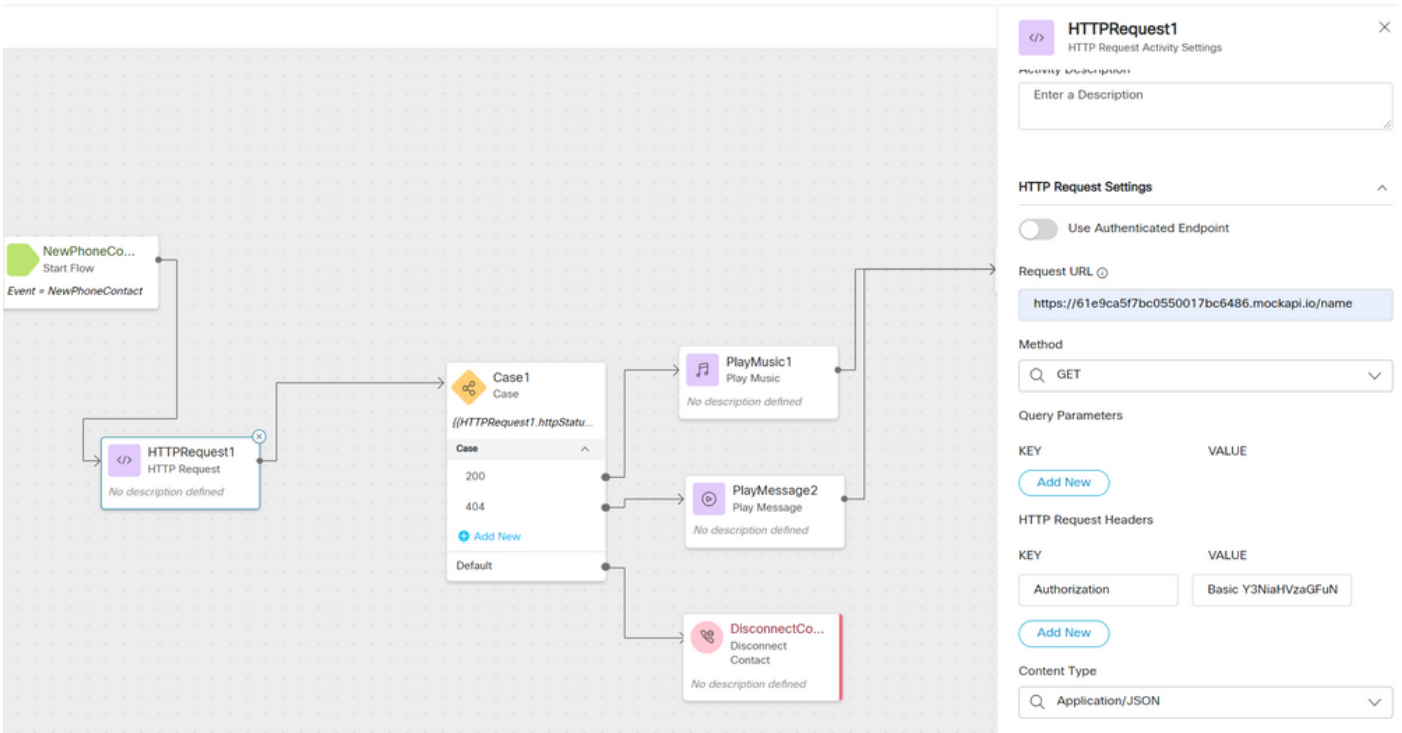 NewPhoneCo...
Start Flow
Event = NewPhoneContact
HTTPRequest1
HTTP Request
No description defined
Case1
Case
{{HTTPRequest1.httpStatu...
Case
200
404
Add New
Default
PlayMusic1
Play Music
No description defined
PlayMessage2
Play Message
No description defined
DisconnectCo...
Disconnect
Contact
No description defined
HTTPRequest1
HTTP Request Activity Settings
Activity Description
Enter a Description
HTTP Request Settings
Use Authenticated Endpoint
Request URL
https://61e9ca5f7bc0550017bc6486.mockapi.io/name
Method
GET
Query Parameters
KEY VALUE
Add New
HTTP Request Headers
KEY VALUE
Authorization Basic Y3NiaHVzaGFuN
Add New
Content Type
Application/JSON